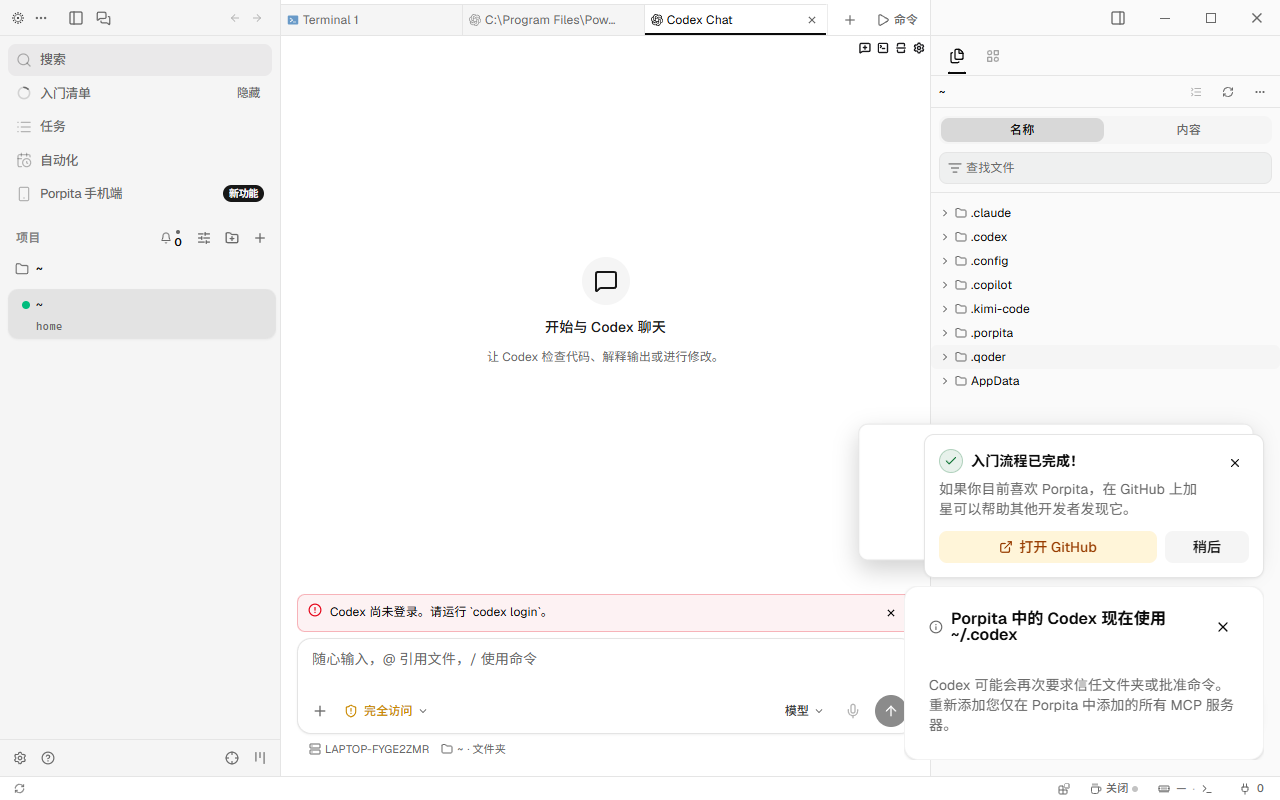 搜索
入门清单
隐藏
任务
自动化
Porpita 手机端
新功能
项目
0
~
~
home
Terminal 1
C:\Program Files\Pow...
Codex Chat
命令
开始与 Codex 聊天
让 Codex 检查代码、解释输出或进行修改。
Codex 尚未登录。请运行 `codex login`。
随心输入，@ 引用文件，/ 使用命令
完全访问
模型
LAPTOP-FYGE2ZMR
~ · 文件夹
~
名称
内容
查找文件
.claude
.codex
.config
.copilot
.kimi-code
.porpita
.qoder
AppData
入门流程已完成！
如果你目前喜欢 Porpita，在 GitHub 上加
星可以帮助其他开发者发现它。
打开 GitHub
稍后
Porpita 中的 Codex 现在使用
~/.codex
Codex 可能会再次要求信任文件夹或批准命令。
重新添加您仅在 Porpita 中添加的所有 MCP 服务
器。
关闭
0